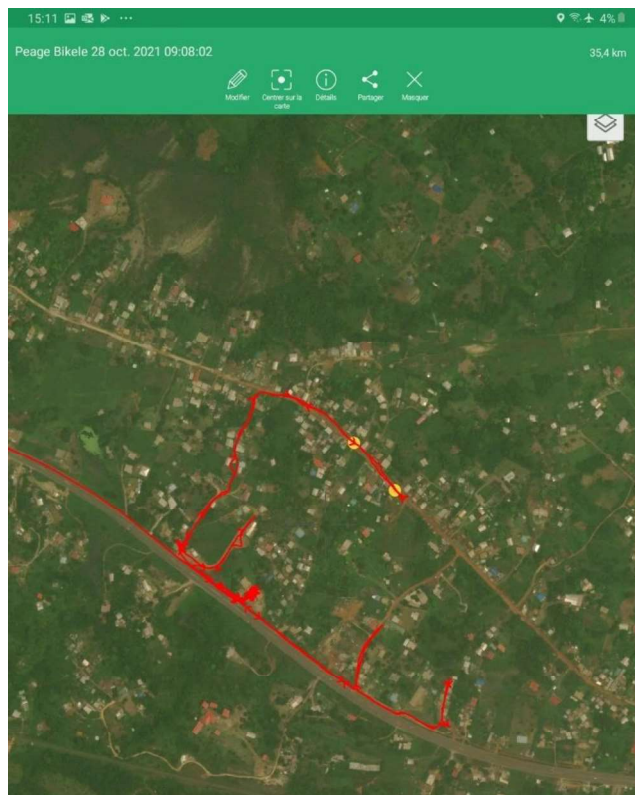 15:11
4%
Peage Bikele 28 oct. 2021 09:08:02
35,4 km
Modifier
Centrer sur la
carte
Détails
Partager
Masquer